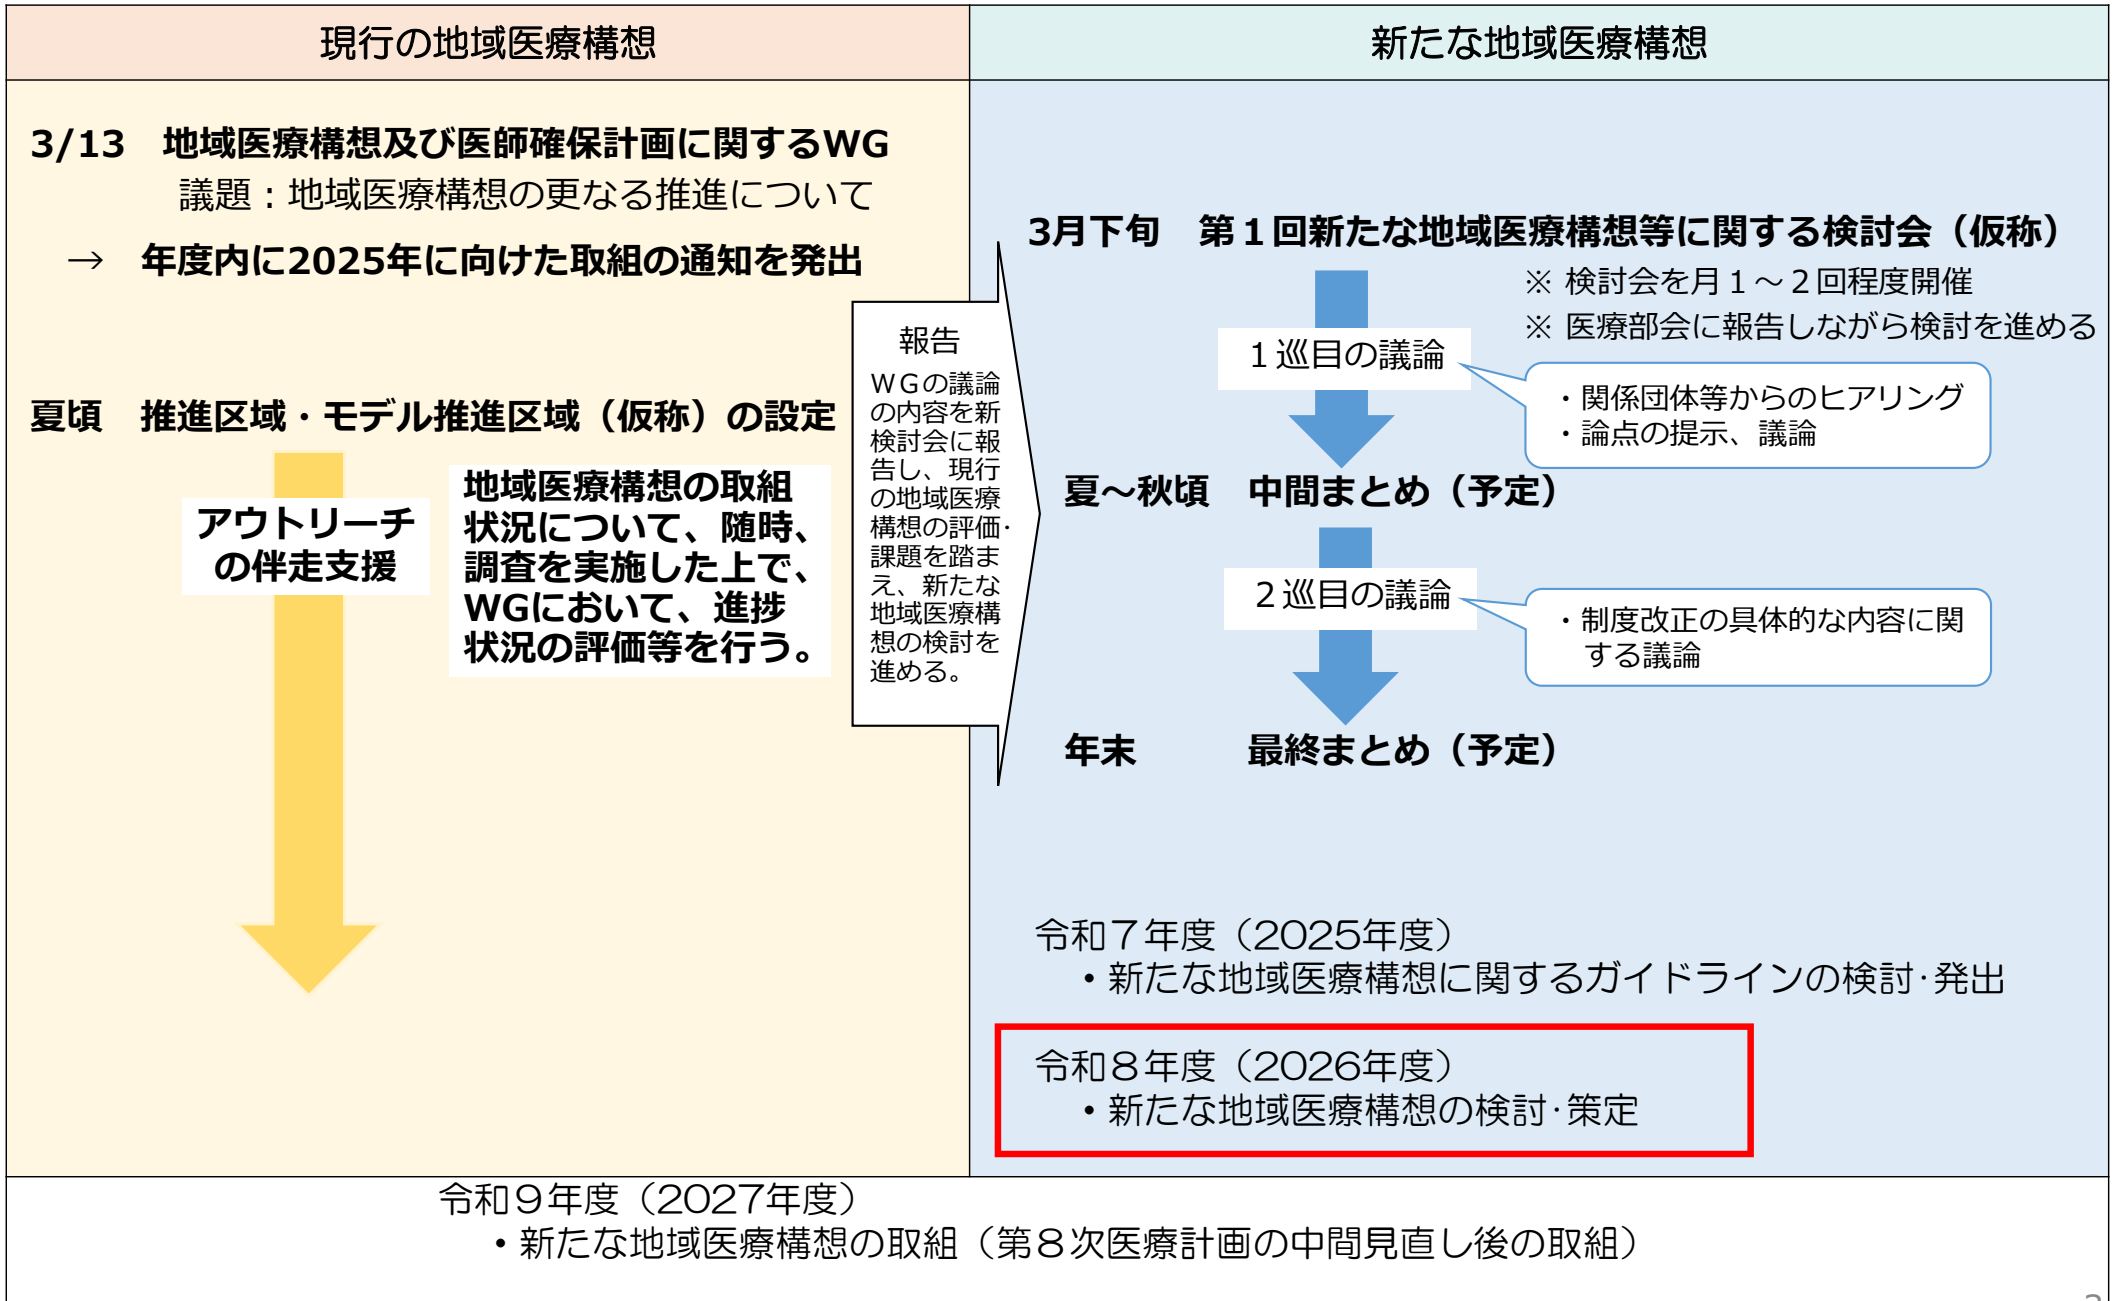 現行の地域医療構想
新たな地域医療構想
3/13　地域医療構想及び医師確保計画に関するWG
議題：地域医療構想の更なる推進について
→　年度内に2025年に向けた取組の通知を発出
夏頃　推進区域・モデル推進区域（仮称）の設定
アウトリーチ
の伴走支援
地域医療構想の取組
状況について、随時、
調査を実施した上で、
WGにおいて、進捗
状況の評価等を行う。
報告
ＷＧの議論
の内容を新
検討会に報
告し、現行
の地域医療
構想の評価･
課題を踏ま
え、新たな
地域医療構
想の検討を
進める。
3月下旬　第１回新たな地域医療構想等に関する検討会（仮称）
※ 検討会を月１～２回程度開催
※ 医療部会に報告しながら検討を進める
１巡目の議論
・関係団体等からのヒアリング
・論点の提示、議論
夏～秋頃　中間まとめ（予定）
２巡目の議論
・制度改正の具体的な内容に関
する議論
年末　　　最終まとめ（予定）
令和７年度（2025年度）
・新たな地域医療構想に関するガイドラインの検討･発出
令和８年度（2026年度）
・新たな地域医療構想の検討･策定
令和９年度（2027年度）
・新たな地域医療構想の取組（第８次医療計画の中間見直し後の取組）